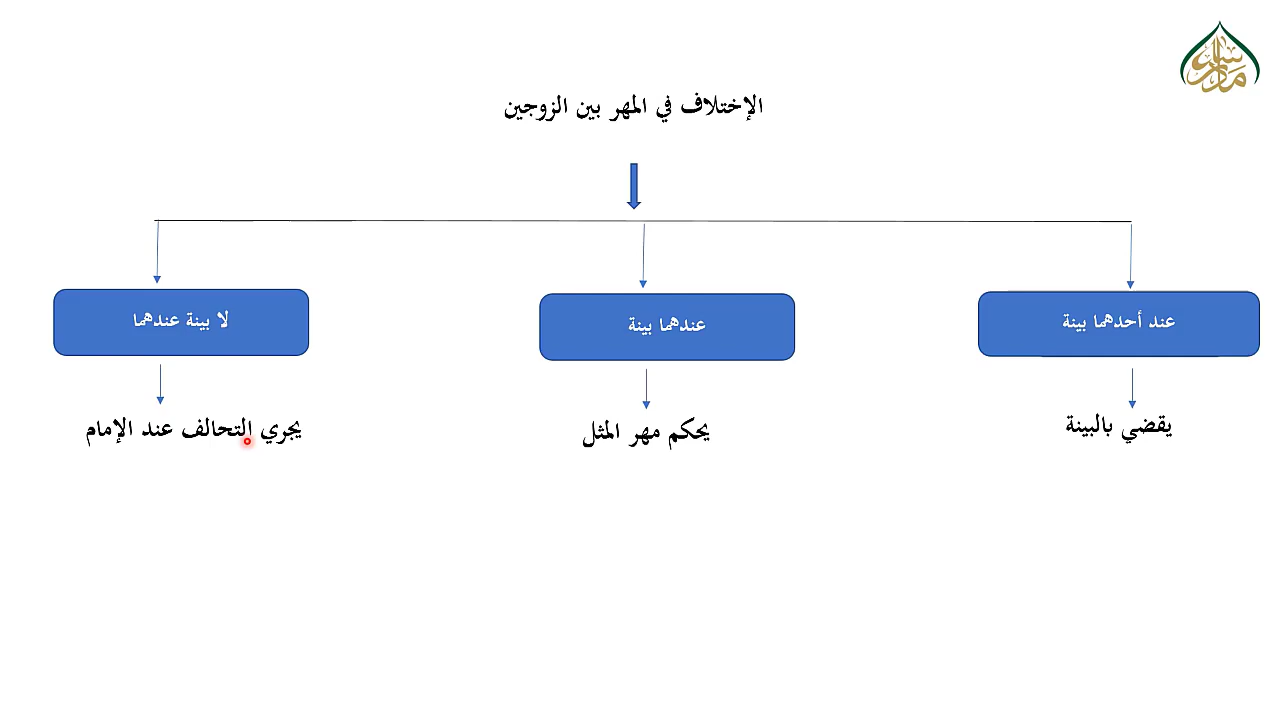 الإختلاف في المهر بين الزوجين
عند أحدهما بينة
عندهما بينة
لا بينة عندهما
يقضي بالبينة
يحكم مهر المثل
يجري التحالف عند الإمام